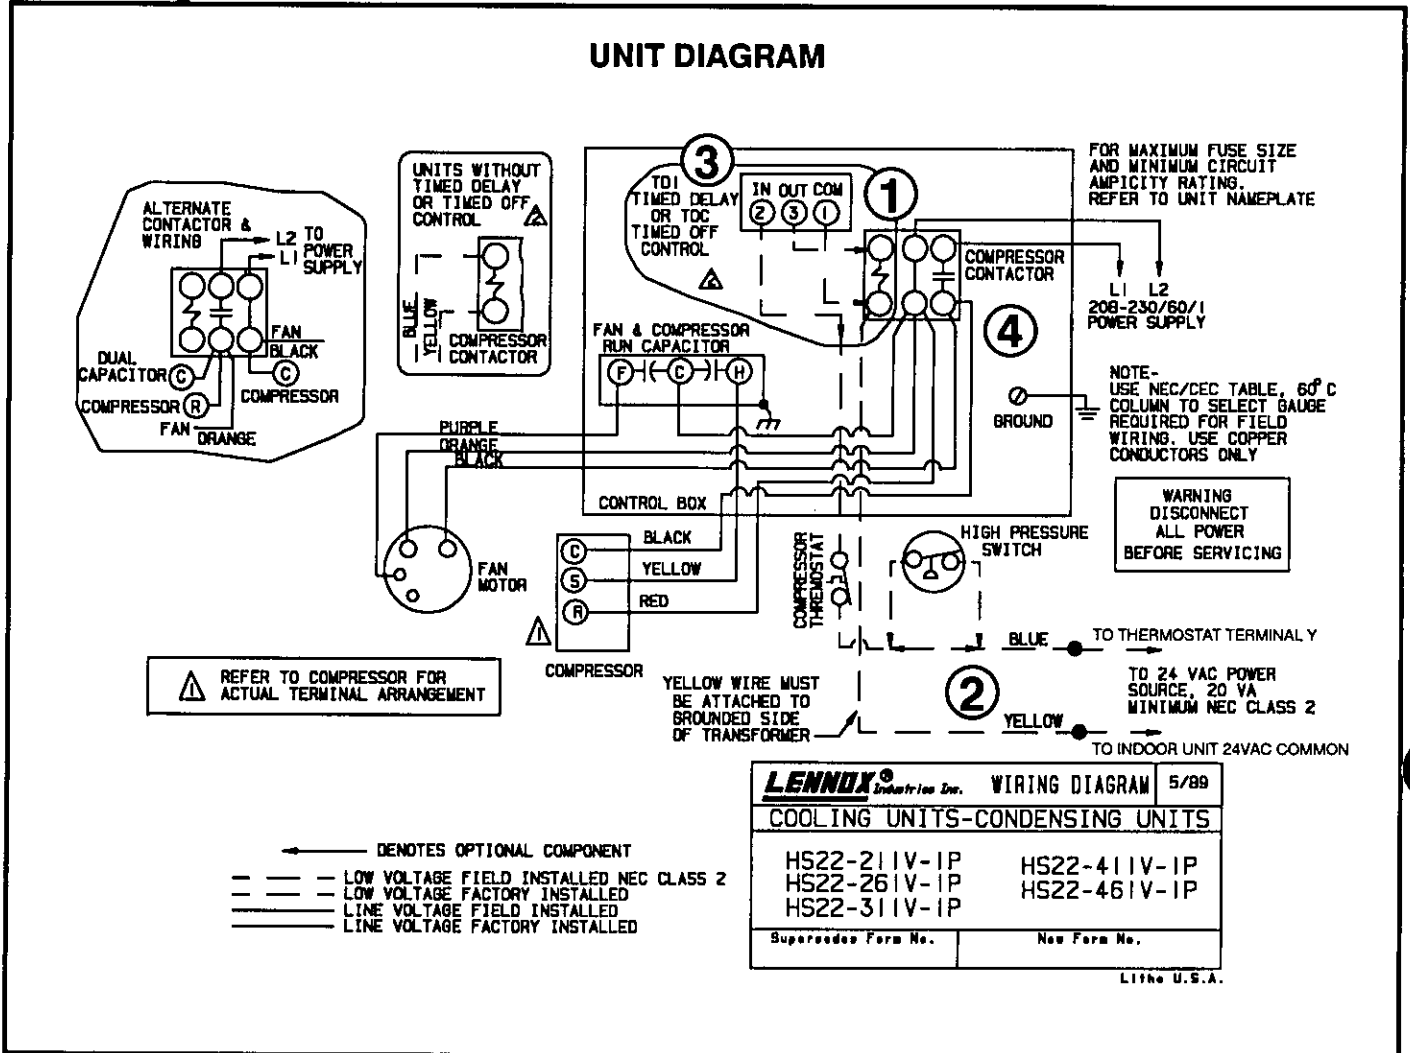 UNIT DIAGRAM
ALTERNATE
CONTACTOR &
WIRING
L2 TO
L1 POWER
SUPPLY
FAN
BLACK
DUAL
CAPACITOR C
C
COMPRESSOR
COMPRESSOR R
FAN
ORANGE
UNITS WITHOUT
TIMED DELAY
OR TIMED OFF
CONTROL
2
BLUE
YELLOW
COMPRESSOR
CONTACTOR
3
TD1
TIMED DELAY
OR TOC
TIMED OFF
CONTROL
2
IN OUT COM
2 3 1
1
COMPRESSOR
CONTACTOR
4
FAN & COMPRESSOR
RUN CAPACITOR
F C H
GROUND
CONTROL BOX
FOR MAXIMUM FUSE SIZE
AND MINIMUM CIRCUIT
AMPICITY RATING.
REFER TO UNIT NAMEPLATE
L1 L2
208-230/60/1
POWER SUPPLY
NOTE-
USE NEC/CEC TABLE, 60° C
COLUMN TO SELECT GAUGE
REQUIRED FOR FIELD
WIRING. USE COPPER
CONDUCTORS ONLY
WARNING
DISCONNECT
ALL POWER
BEFORE SERVICING
PURPLE
ORANGE
BLACK
FAN
MOTOR
C
S
R
BLACK
YELLOW
RED
1
COMPRESSOR
COMPRESSOR
THREMOSTAT
HIGH PRESSURE
SWITCH
BLUE
TO THERMOSTAT TERMINAL Y
2
TO 24 VAC POWER
SOURCE, 20 VA
MINIMUM NEC CLASS 2
YELLOW
TO INDOOR UNIT 24VAC COMMON
YELLOW WIRE MUST
BE ATTACHED TO
GROUNDED SIDE
OF TRANSFORMER
1 REFER TO COMPRESSOR FOR
ACTUAL TERMINAL ARRANGEMENT
DENOTES OPTIONAL COMPONENT
LOW VOLTAGE FIELD INSTALLED NEC CLASS 2
LOW VOLTAGE FACTORY INSTALLED
LINE VOLTAGE FIELD INSTALLED
LINE VOLTAGE FACTORY INSTALLED
LENNOX® Industries Inc. WIRING DIAGRAM 5/89
COOLING UNITS-CONDENSING UNITS
HS22-211V-1P
HS22-261V-1P
HS22-311V-1P
HS22-411V-1P
HS22-461V-1P
Supersedes Form No.
New Form No.
Litho U.S.A.